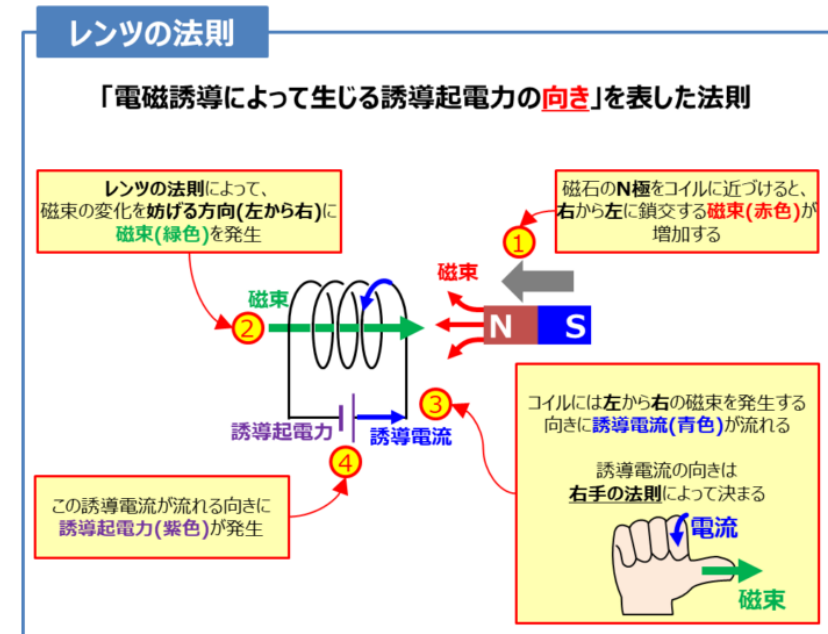 レンツの法則
「電磁誘導によって生じる誘導起電力の向き」を表した法則
レンツの法則によって、
磁束の変化を妨げる方向(左から右)に
磁束(緑色)を発生
磁石のN極をコイルに近づけると、
右から左に鎖交する磁束(赤色)が
増加する
1
磁束
磁束
2
N S
3
誘導起電力
誘導電流
4
コイルには左から右の磁束を発生する
向きに誘導電流(青色)が流れる
誘導電流の向きは
右手の法則によって決まる
電流
磁束
この誘導電流が流れる向きに
誘導起電力(紫色)が発生